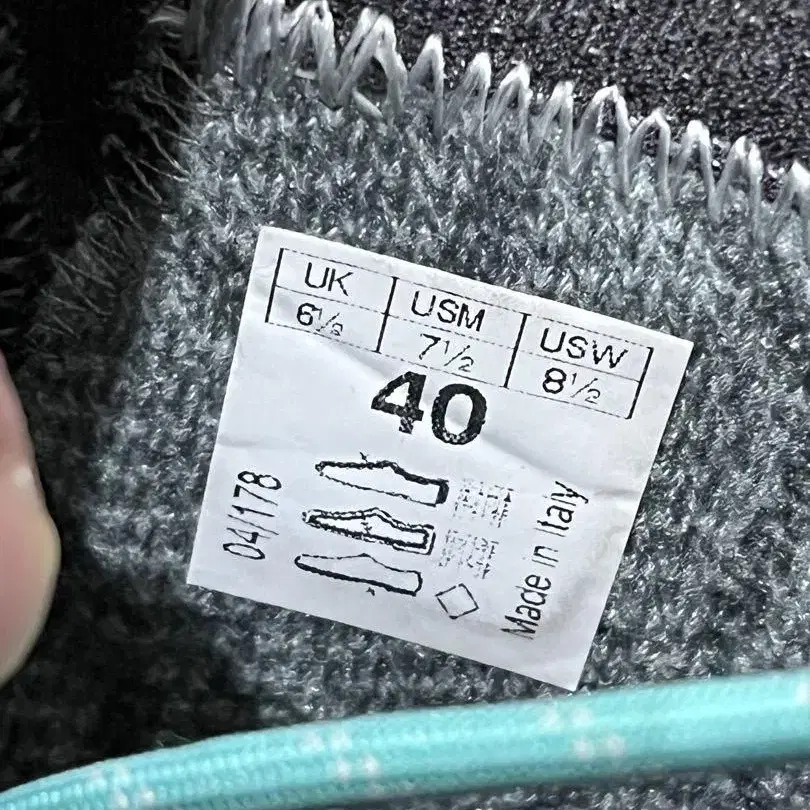 UK USM USW
6½ 7½ 8½
40
04/178
Made in Italy